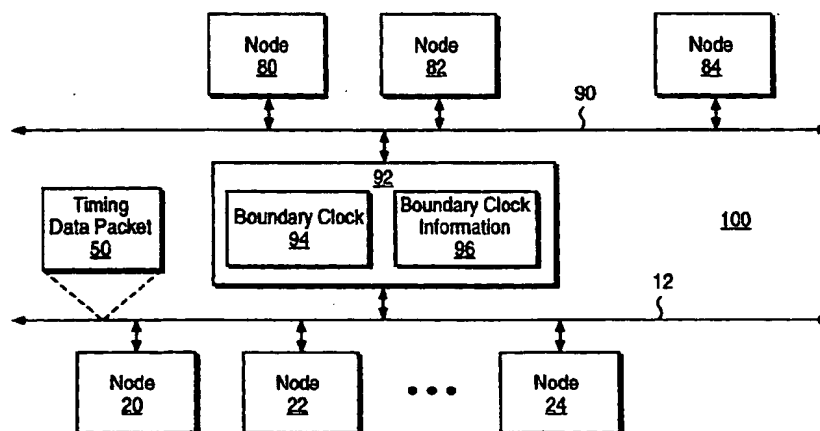 Node
80
Node
82
Node
84
90
92
Timing
Data Packet
50
Boundary Clock
94
Boundary Clock
Information
96
100
12
Node
20
Node
22
Node
24